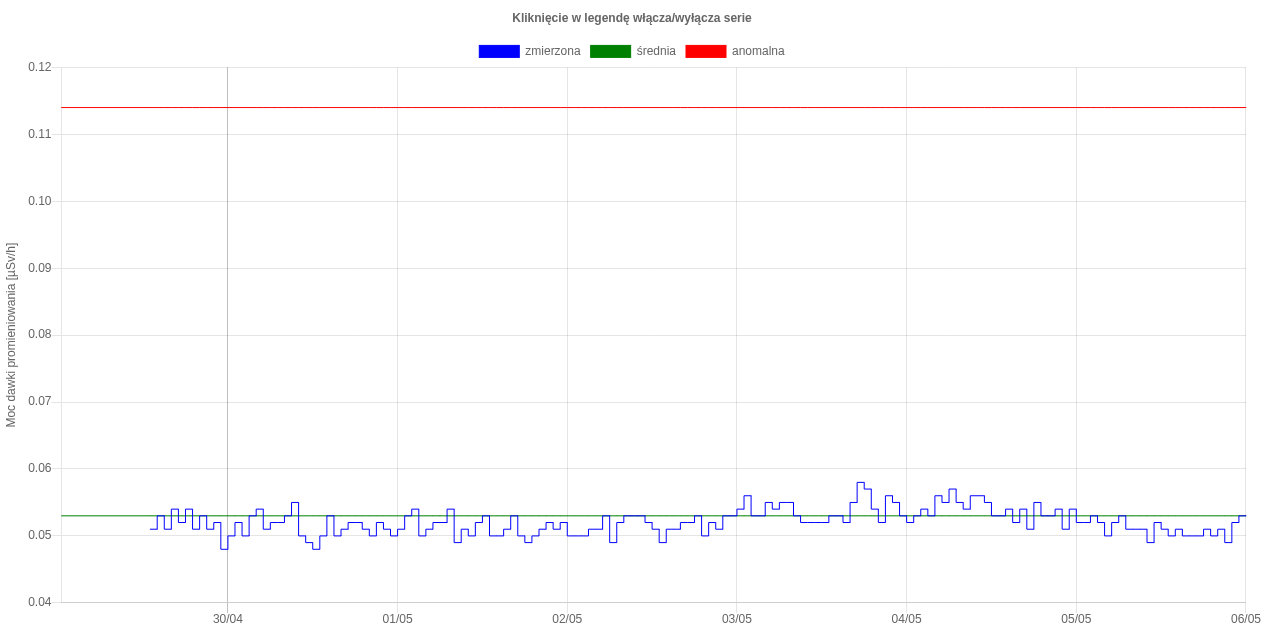 Kliknięcie w legendę włącza/wyłącza serie
zmierzona średnia anomalna
Moc dawki promieniowania [µSv/h]
0.12
0.11
0.10
0.09
0.08
0.07
0.06
0.05
0.04
30/04 01/05 02/05 03/05 04/05 05/05 06/05